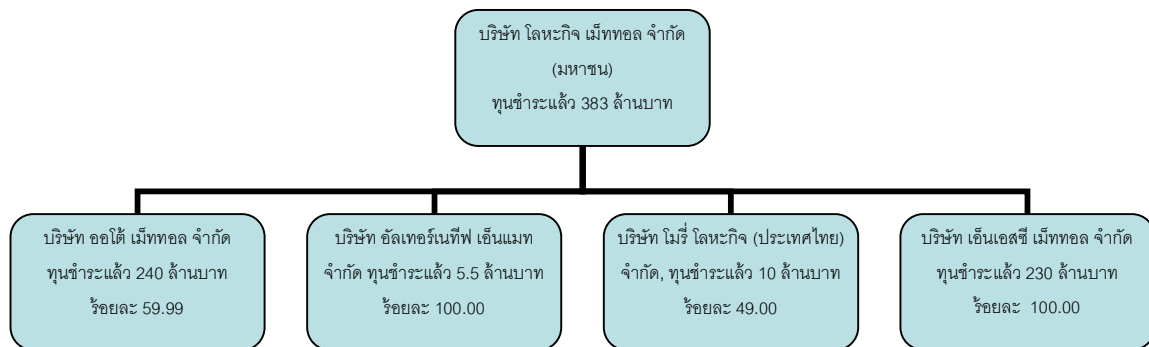 บริษัท โลหะกิจ เม็ททอล จำกัด
(มหาชน)
ทุนชำระแล้ว 383 ล้านบาท
บริษัท ออโต้ เม็ททอล จำกัด
ทุนชำระแล้ว 240 ล้านบาท
ร้อยละ 59.99
บริษัท อัลเทอร์เนทีฟ เอ็นแมท
จำกัด ทุนชำระแล้ว 5.5 ล้านบาท
ร้อยละ 100.00
บริษัท โมรี่ โลหะกิจ (ประเทศไทย)
จำกัด, ทุนชำระแล้ว 10 ล้านบาท
ร้อยละ 49.00
บริษัท เอ็นเอสซี เม็ททอล จำกัด
ทุนชำระแล้ว 230 ล้านบาท
ร้อยละ 100.00